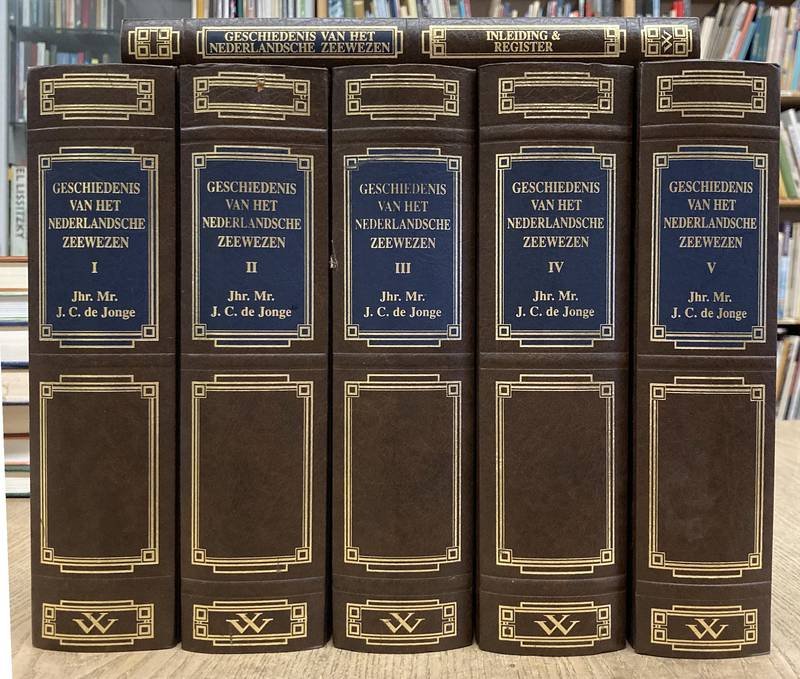 GESCHIEDENIS VAN HET
NEDERLANDSCHE ZEEWEZEN
INLEIDING &
REGISTER
GESCHIEDENIS
VAN HET
NEDERLANDSCHE
ZEEWEZEN
I
Jhr. Mr.
J. C. de Jonge
GESCHIEDENIS
VAN HET
NEDERLANDSCHE
ZEEWEZEN
II
Jhr. Mr.
J. C. de Jonge
GESCHIEDENIS
VAN HET
NEDERLANDSCHE
ZEEWEZEN
III
Jhr. Mr.
J. C. de Jonge
GESCHIEDENIS
VAN HET
NEDERLANDSCHE
ZEEWEZEN
IV
Jhr. Mr.
J. C. de Jonge
GESCHIEDENIS
VAN HET
NEDERLANDSCHE
ZEEWEZEN
V
Jhr. Mr.
J. C. de Jonge
EL LISSITZKY